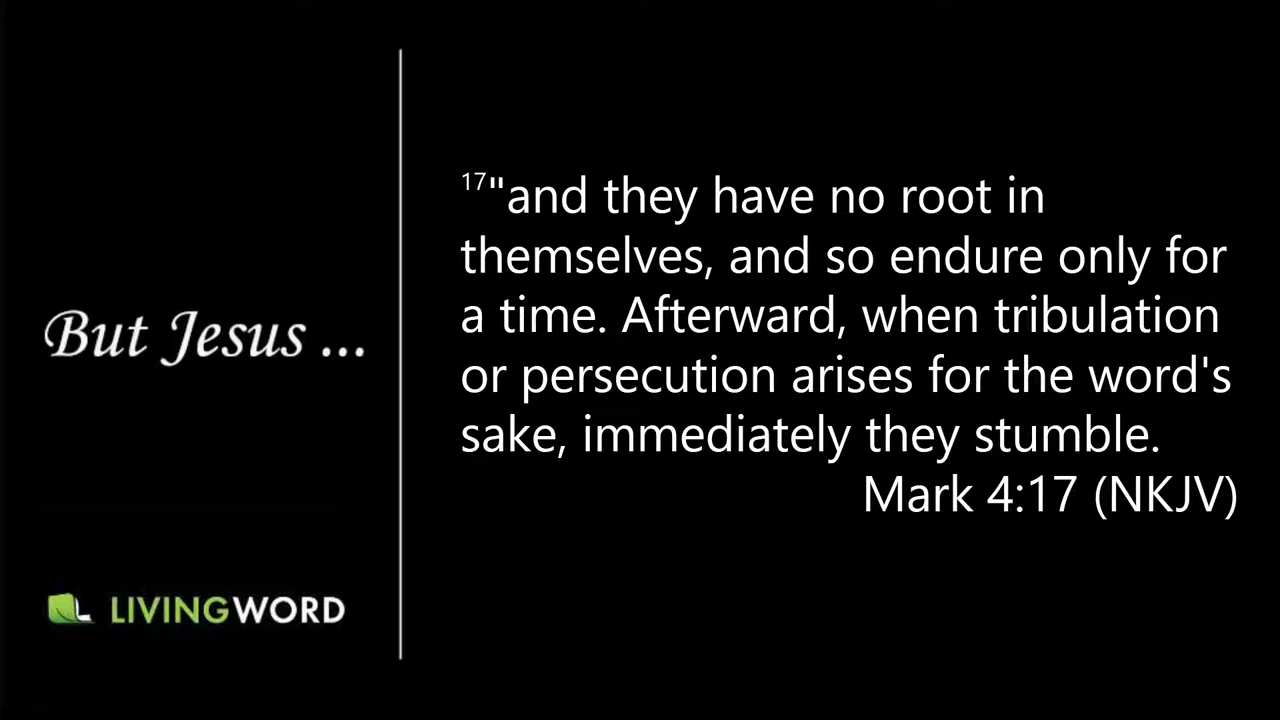 But Jesus ...
LIVINGWORD
17"and they have no root in
themselves, and so endure only for
a time. Afterward, when tribulation
or persecution arises for the word's
sake, immediately they stumble.
Mark 4:17 (NKJV)